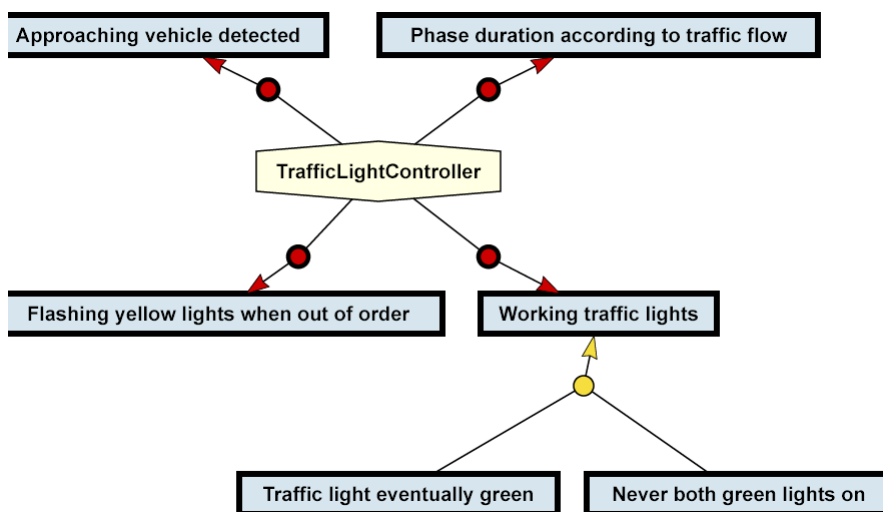 Approaching vehicle detected
Phase duration according to traffic flow
TrafficLightController
Flashing yellow lights when out of order
Working traffic lights
Traffic light eventually green
Never both green lights on